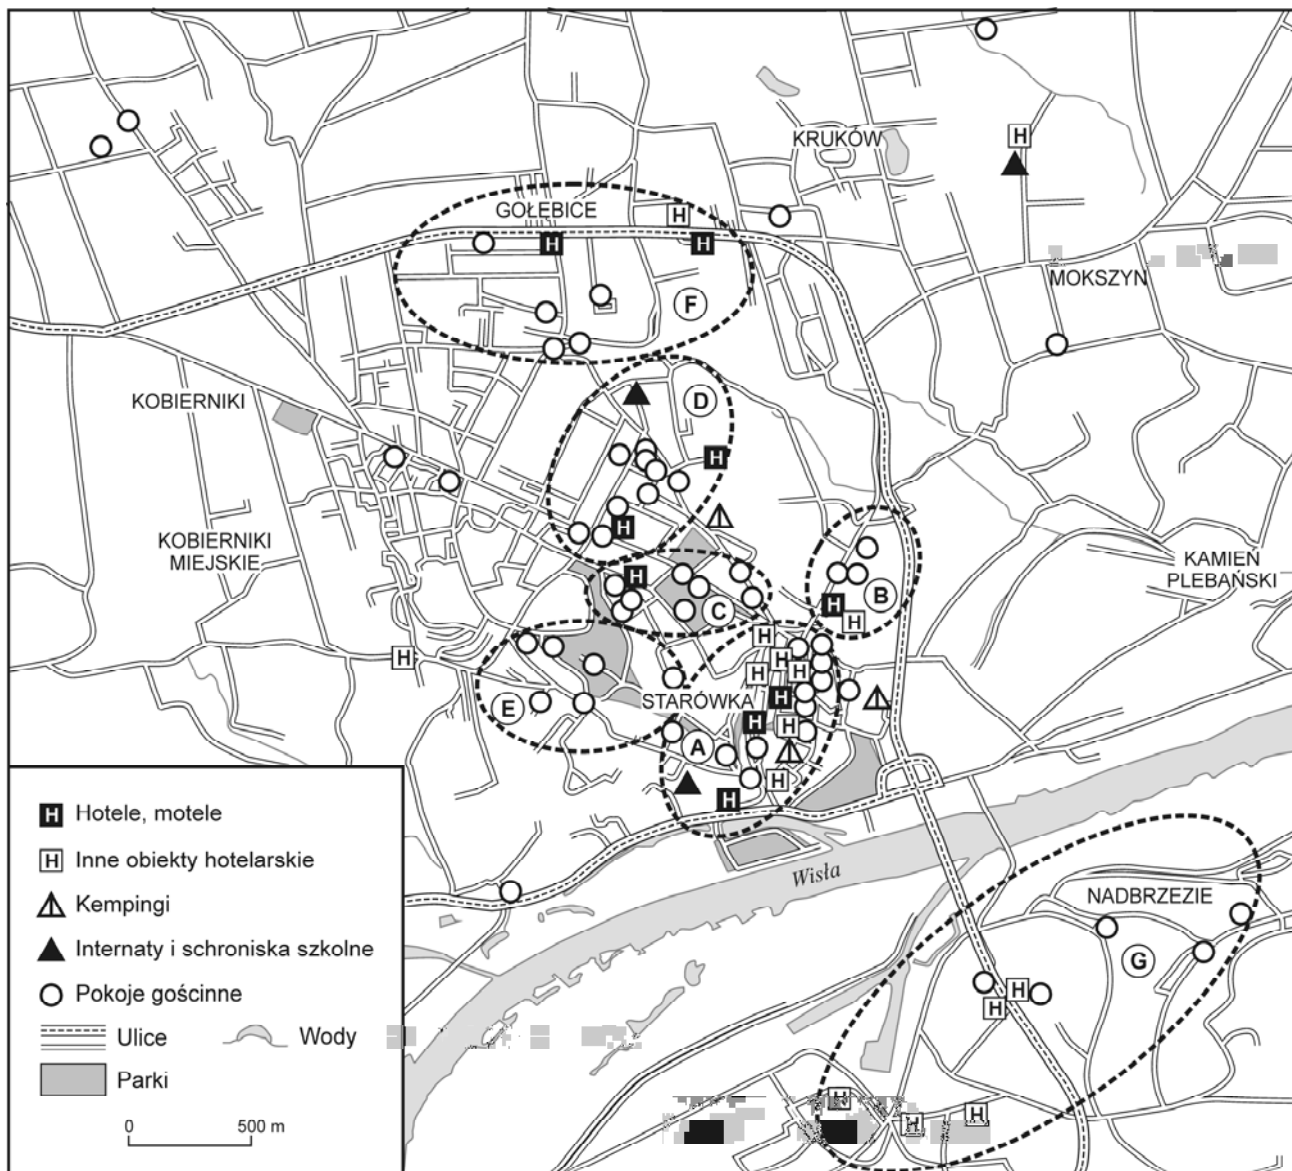 KRUKÓW
H
GOŁĘBICE
H
H
H
MOKSZYN
F
KOBIERNIKI
D
H
H
KOBIERNIKI
MIEJSKIE
KAMIEŃ
PLEBAŃSKI
H
C
B
H
H
H
H
H
H
H
STARÓWKA
H
E
H
H
A
H
H
Wisła
NADBRZEZIE
G
H
H
H
H
H
H Hotele, motele
H Inne obiekty hotelarskie
Kempingi
Internaty i schroniska szkolne
Pokoje gościnne
Ulice
Wody
Parki
0 500 m